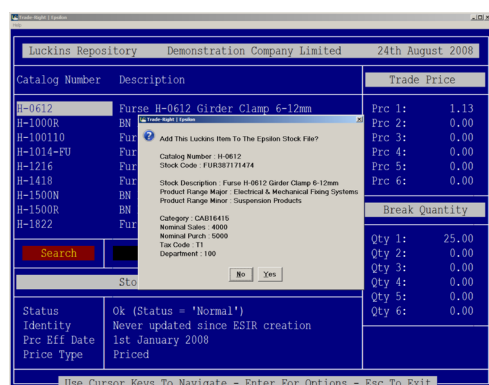 Trade-Right | Epsilon
Help
Luckins Repository Demonstration Company Limited 24th August 2008
Catalog Number Description Trade Price
H-0612 Furse H-0612 Girder Clamp 6-12mm Prc 1: 1.13
H-1000R BN Prc 2: 0.00
H-100110 Fur Prc 3: 0.00
H-1014-FU Fur Prc 4: 0.00
H-1216 Fur Prc 5: 0.00
H-1418 Fur Prc 6: 0.00
H-1500N BN
H-1500R BN Break Quantity
H-1822 Fur
Qty 1: 25.00
Search Qty 2: 0.00
Qty 3: 0.00
Sto Qty 4: 0.00
Qty 5: 0.00
Status Ok (Status = 'Normal') Qty 6: 0.00
Identity Never updated since ESIR creation
Prc Eff Date 1st January 2008
Price Type Priced
Use Cursor Keys To Navigate - Enter For Options - Esc To Exit
Trade-Right | Epsilon
Add This Luckins Item To The Epsilon Stock File?
Catalog Number : H-0612
Stock Code : FUR387171474
Stock Description : Furse H-0612 Girder Clamp 6-12mm
Product Range Major : Electrical & Mechanical Fixing Systems
Product Range Minor : Suspension Products
Category : CAB16415
Nominal Sales : 4000
Nominal Purch : 5000
Tax Code : T1
Department : 100
No Yes